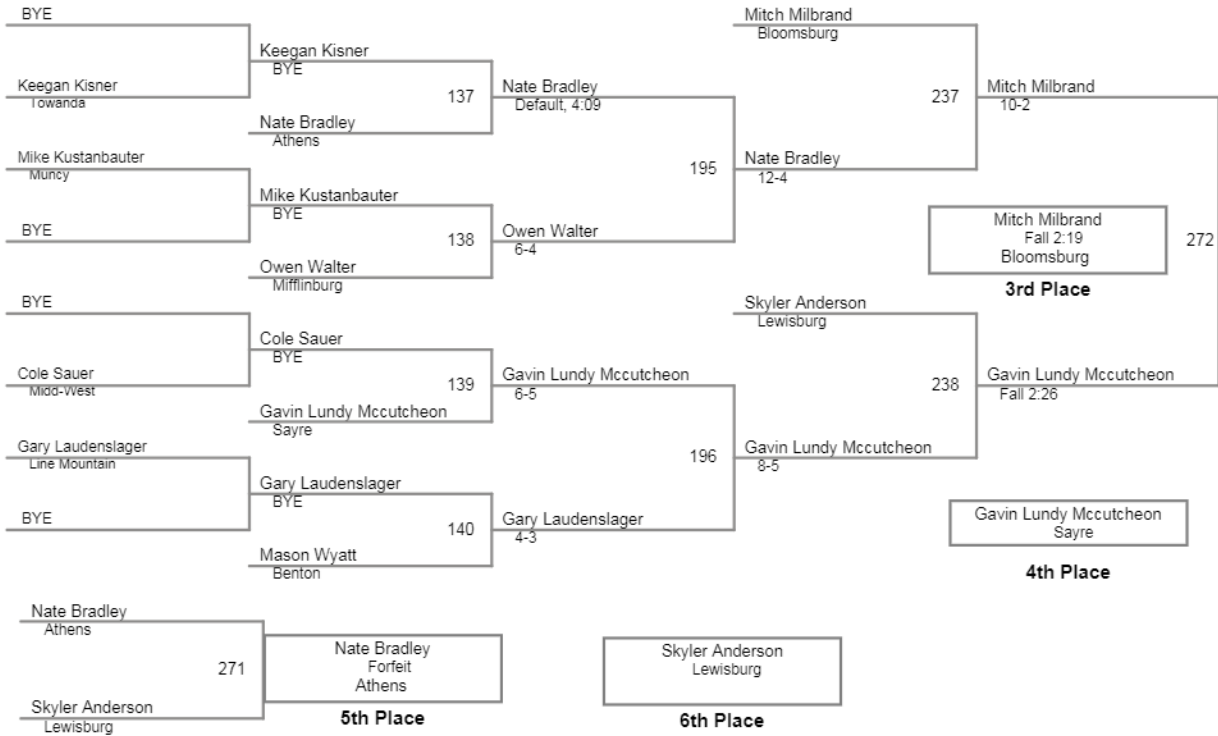 BYE
Keegan Kisner
Towanda
Mike Kustanbauter
Muncy
BYE
BYE
Cole Sauer
Midd-West
Gary Laudenslager
Line Mountain
BYE
Keegan Kisner
BYE
137
Nate Bradley
Athens
Mike Kustanbauter
BYE
138
Owen Walter
Mifflinburg
Cole Sauer
BYE
139
Gavin Lundy Mccutcheon
Sayre
Gary Laudenslager
BYE
140
Mason Wyatt
Benton
Nate Bradley
Default, 4:09
195
Owen Walter
6-4
Gavin Lundy Mccutcheon
6-5
196
Gary Laudenslager
4-3
Mitch Milbrand
Bloomsburg
237
Nate Bradley
12-4
Skyler Anderson
Lewisburg
238
Gavin Lundy Mccutcheon
8-5
Mitch Milbrand
10-2
Mitch Milbrand
Fall 2:19
Bloomsburg
272
3rd Place
Gavin Lundy Mccutcheon
Fall 2:26
Gavin Lundy Mccutcheon
Sayre
4th Place
Nate Bradley
Athens
271
Skyler Anderson
Lewisburg
Nate Bradley
Forfeit
Athens
5th Place
Skyler Anderson
Lewisburg
6th Place